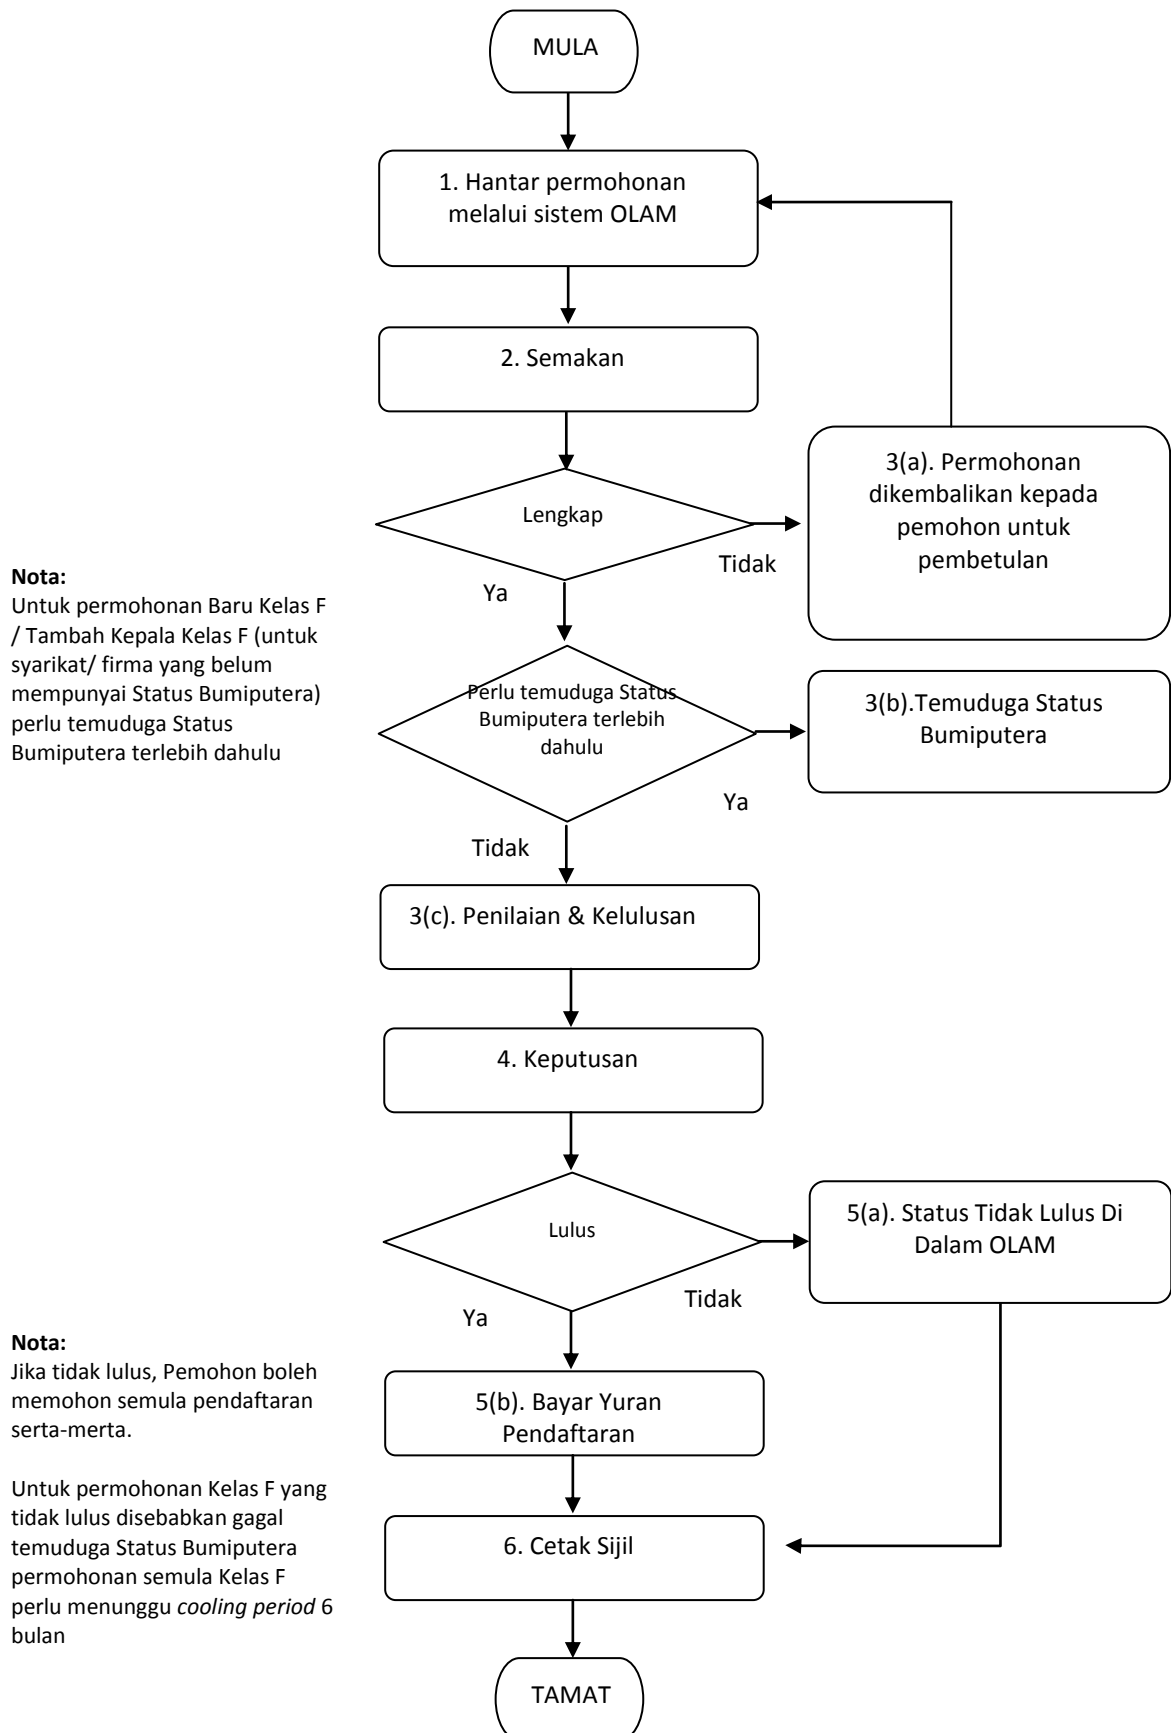 MULA
1. Hantar permohonan
melalui sistem OLAM
2. Semakan
Lengkap
Tidak
Ya
3(a). Permohonan
dikembalikan kepada
pemohon untuk
pembetulan
Nota:
Untuk permohonan Baru Kelas F
/ Tambah Kepala Kelas F (untuk
syarikat/ firma yang belum
mempunyai Status Bumiputera)
perlu temuduga Status
Bumiputera terlebih dahulu
Perlu temuduga Status
Bumiputera terlebih
dahulu
3(b).Temuduga Status
Bumiputera
Ya
Tidak
3(c). Penilaian & Kelulusan
4. Keputusan
Lulus
5(a). Status Tidak Lulus Di
Dalam OLAM
Tidak
Ya
Nota:
Jika tidak lulus, Pemohon boleh
memohon semula pendaftaran
serta-merta.
Untuk permohonan Kelas F yang
tidak lulus disebabkan gagal
temuduga Status Bumiputera
permohonan semula Kelas F
perlu menunggu cooling period 6
bulan
5(b). Bayar Yuran
Pendaftaran
6. Cetak Sijil
TAMAT